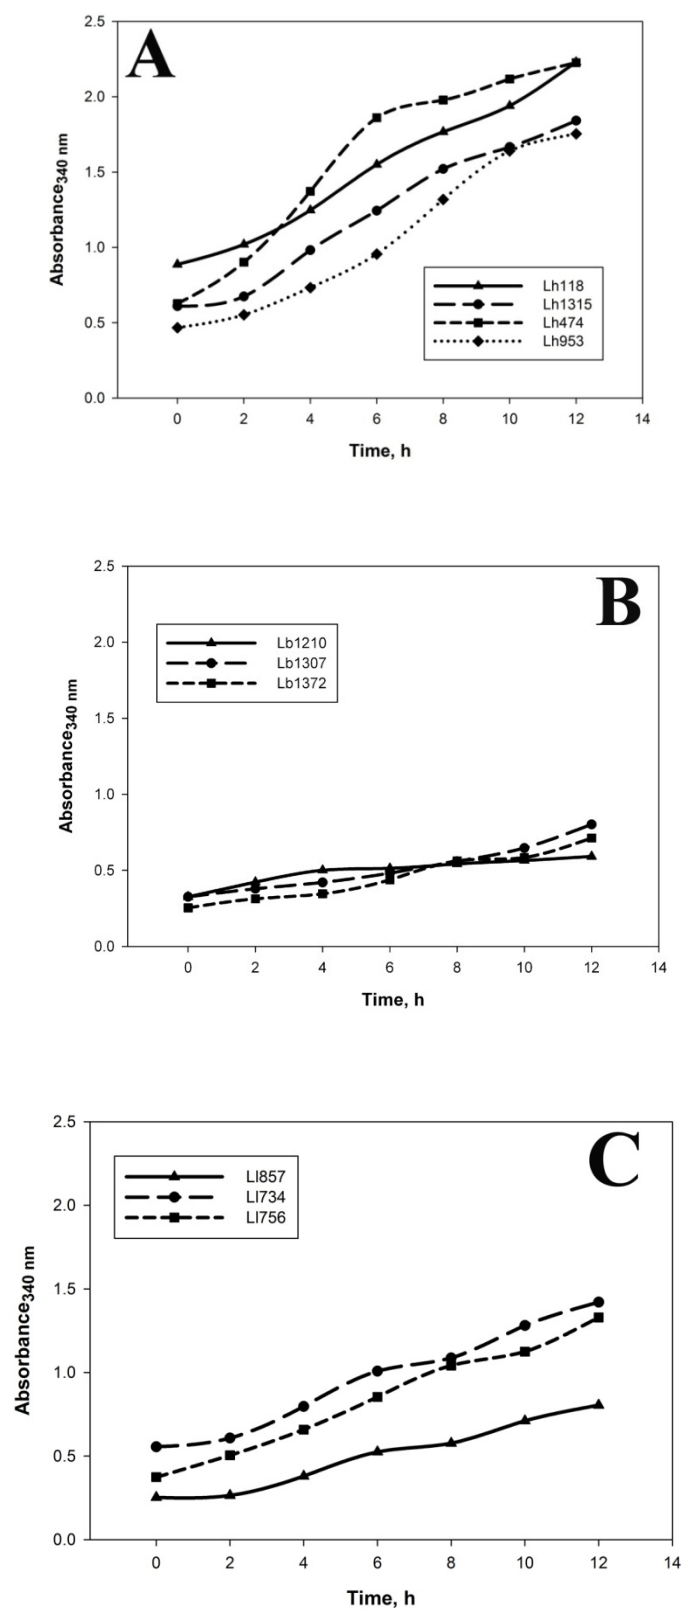 A
2.5
2.0
1.5
1.0
0.5
0.0
Absorbance340 nm
Lh118
Lh1315
Lh474
Lh953
0 2 4 6 8 10 12 14
Time, h
B
2.5
2.0
1.5
1.0
0.5
0.0
Absorbance340 nm
Lb1210
Lb1307
Lb1372
0 2 4 6 8 10 12 14
Time, h
C
2.5
2.0
1.5
1.0
0.5
0.0
Absorbance340 nm
Ll857
Ll734
Ll756
0 2 4 6 8 10 12 14
Time, h